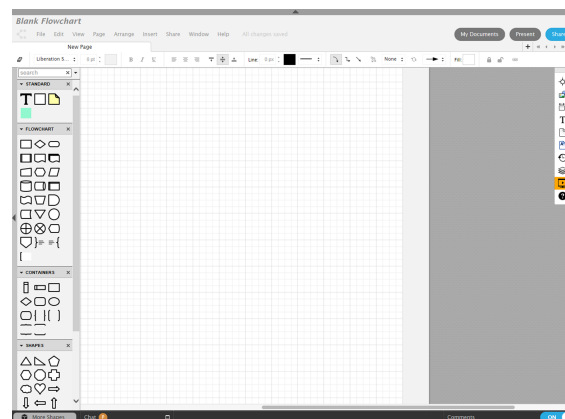 Blank Flowchart
File Edit View Page Arrange Insert Share Window Help All changes saved
My Documents Present Share
New Page
Liberation S... B I U Line None Fill
search
STANDARD
T
FLOWCHART
CONTAINERS
SHAPES
More Shapes Chat Comments ON